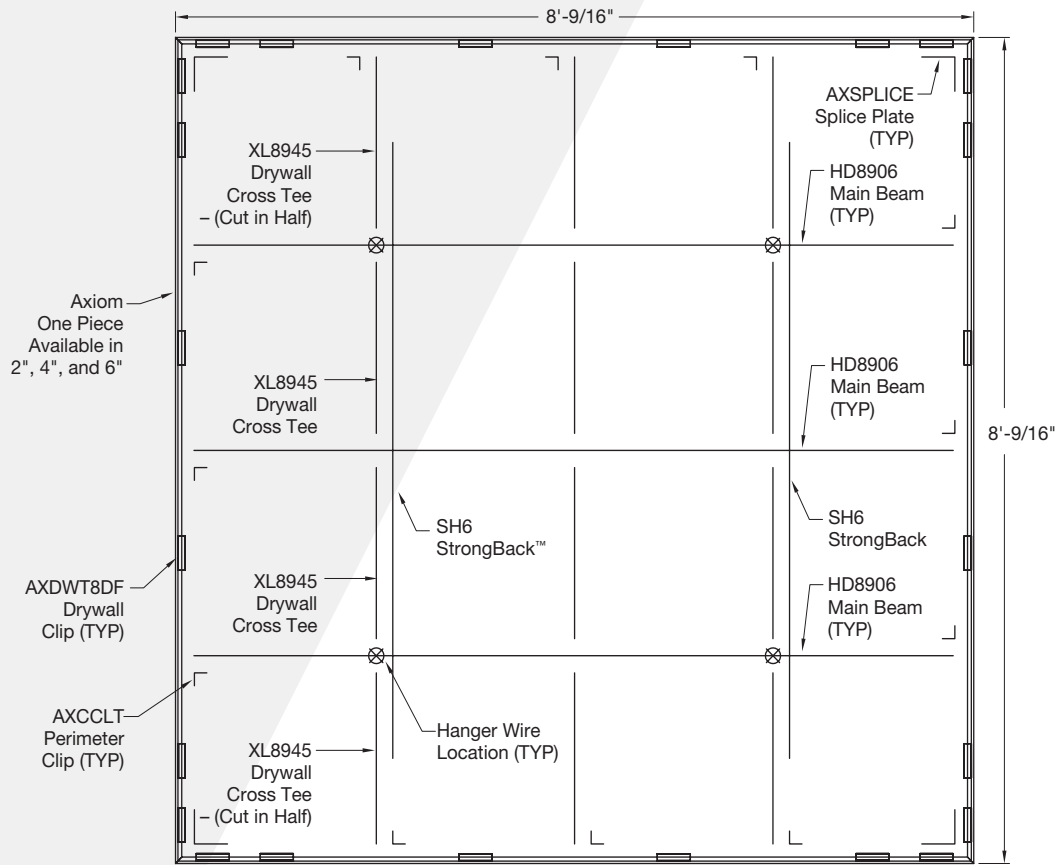 8'-9/16"
AXSPLICE
Splice Plate
(TYP)
XL8945
Drywall
Cross Tee
– (Cut in Half)
HD8906
Main Beam
(TYP)
Axiom
One Piece
Available in
2", 4", and 6"
XL8945
Drywall
Cross Tee
HD8906
Main Beam
(TYP)
8'-9/16"
SH6
StrongBack™
SH6
StrongBack
AXDWT8DF
Drywall
Clip (TYP)
XL8945
Drywall
Cross Tee
HD8906
Main Beam
(TYP)
AXCCLT
Perimeter
Clip (TYP)
Hanger Wire
Location (TYP)
XL8945
Drywall
Cross Tee
– (Cut in Half)